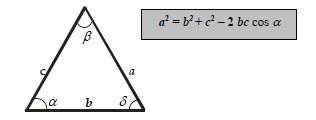 a² = b² + c² – 2 bc cos α
β
c
a
α
b
δ